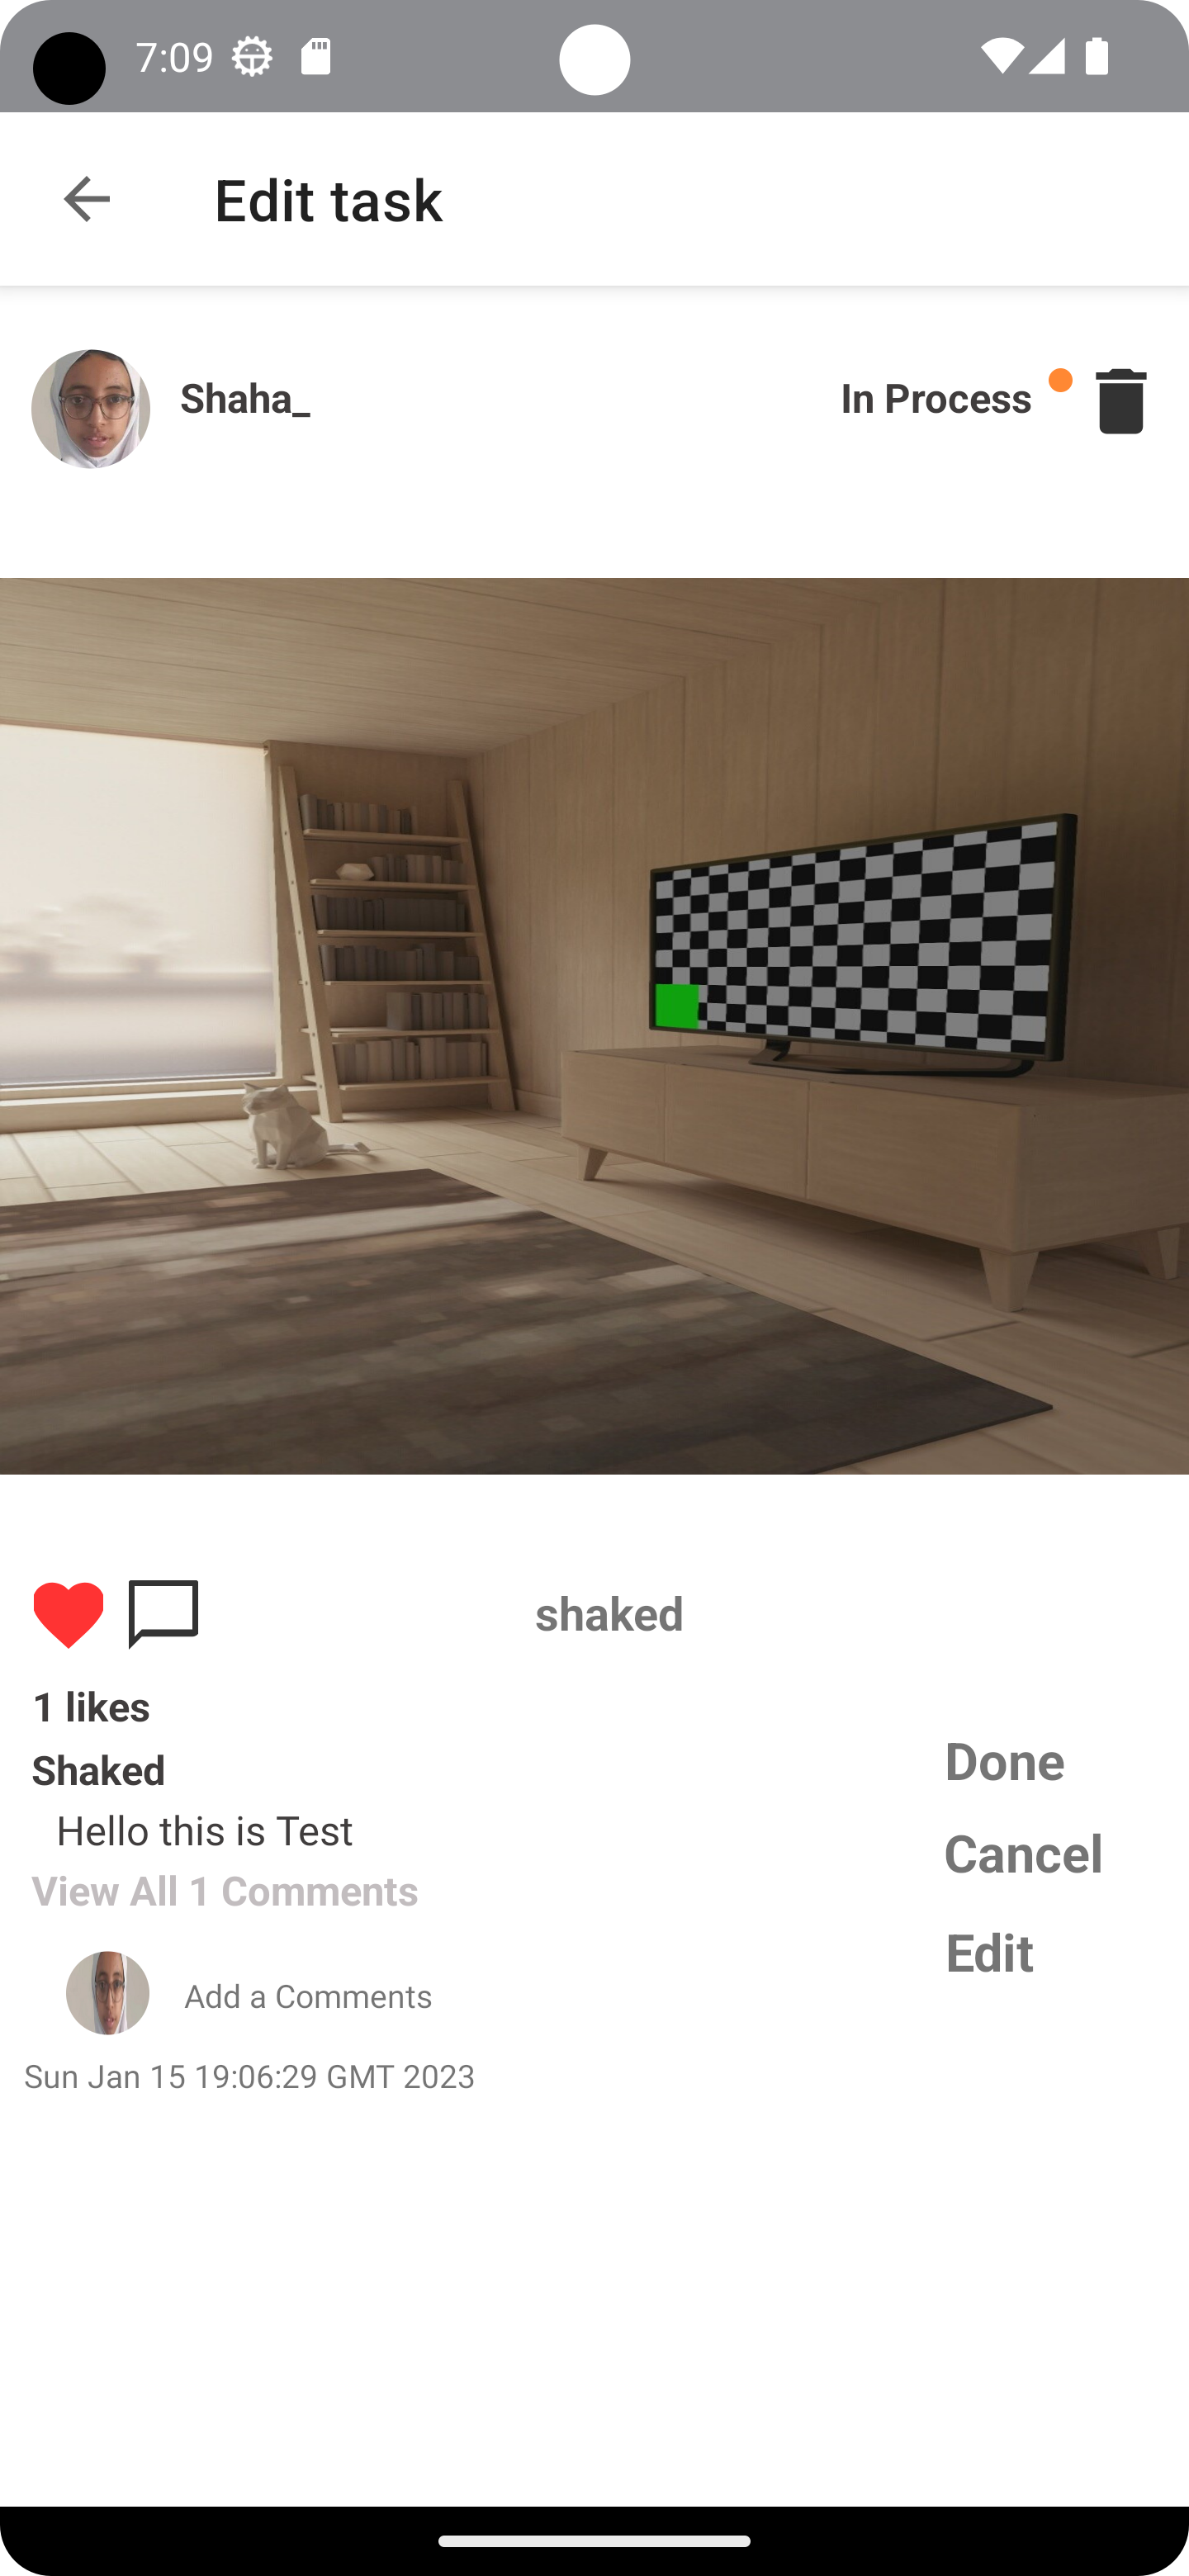 7:09
Edit task
Shaha_
In Process
shaked
1 likes
Shaked
Done
Hello this is Test
Cancel
View All 1 Comments
Edit
Add a Comments
Sun Jan 15 19:06:29 GMT 2023